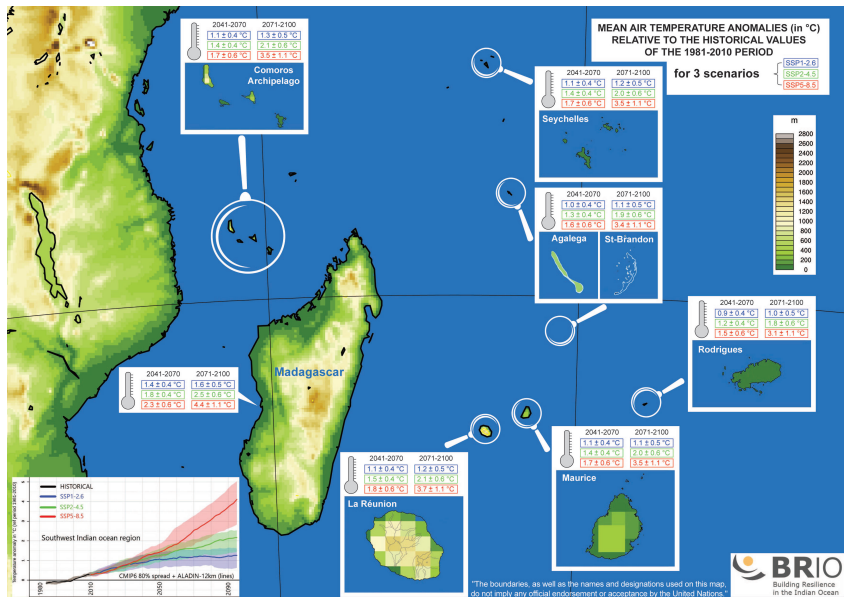 MEAN AIR TEMPERATURE ANOMALIES (in °C)
RELATIVE TO THE HISTORICAL VALUES
OF THE 1981-2010 PERIOD
for 3 scenarios
SSP1-2.6
SSP2-4.5
SSP5-8.5
2041-2070 2071-2100
1.1 ± 0.4 °C 1.3 ± 0.5 °C
1.4 ± 0.4 °C 2.1 ± 0.6 °C
1.7 ± 0.6 °C 3.5 ± 1.1 °C
Comoros
Archipelago
2041-2070 2071-2100
1.1 ± 0.4 °C 1.2 ± 0.5 °C
1.4 ± 0.4 °C 2.0 ± 0.6 °C
1.7 ± 0.6 °C 3.5 ± 1.1 °C
Seychelles
m
2800
2600
2400
2200
2000
1800
1600
1400
1200
1000
800
600
400
200
0
2041-2070 2071-2100
1.0 ± 0.4 °C 1.1 ± 0.5 °C
1.3 ± 0.4 °C 1.9 ± 0.6 °C
1.6 ± 0.6 °C 3.4 ± 1.1 °C
Agalega St-Brandon
2041-2070 2071-2100
0.9 ± 0.4 °C 1.0 ± 0.5 °C
1.2 ± 0.4 °C 1.8 ± 0.6 °C
1.5 ± 0.6 °C 3.1 ± 1.1 °C
Rodrigues
Madagascar
2041-2070 2071-2100
1.4 ± 0.4 °C 1.6 ± 0.5 °C
1.8 ± 0.4 °C 2.5 ± 0.6 °C
2.3 ± 0.6 °C 4.4 ± 1.1 °C
2041-2070 2071-2100
1.1 ± 0.4 °C 1.2 ± 0.5 °C
1.5 ± 0.4 °C 2.1 ± 0.6 °C
1.8 ± 0.6 °C 3.7 ± 1.1 °C
La Réunion
2041-2070 2071-2100
1.1 ± 0.4 °C 1.1 ± 0.5 °C
1.4 ± 0.4 °C 2.0 ± 0.6 °C
1.7 ± 0.6 °C 3.5 ± 1.1 °C
Maurice
HISTORICAL
SSP1-2.6
SSP2-4.5
SSP5-8.5
Southwest Indian ocean region
CMIP6 80% spread + ALADIN-12km (lines)
1980 2010 2050 2090
"The boundaries, as well as the names and designations used on this map,
do not imply any official endorsement or acceptance by the United Nations."
BRIO
Building Resilience
in the Indian Ocean